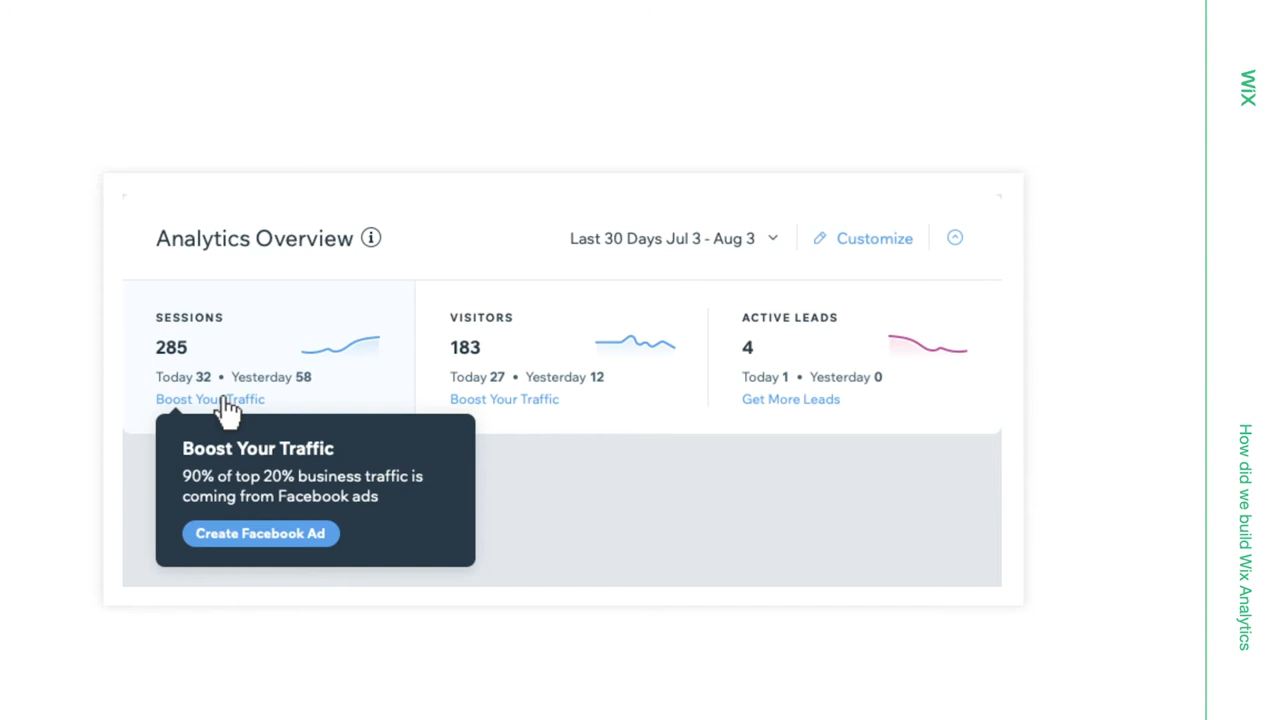 Analytics Overview
Last 30 Days Jul 3 - Aug 3
Customize
SESSIONS
285
Today 32 • Yesterday 58
Boost Your Traffic
VISITORS
183
Today 27 • Yesterday 12
Boost Your Traffic
ACTIVE LEADS
4
Today 1 • Yesterday 0
Get More Leads
Boost Your Traffic
90% of top 20% business traffic is
coming from Facebook ads
Create Facebook Ad
WiX
How did we build Wix Analytics